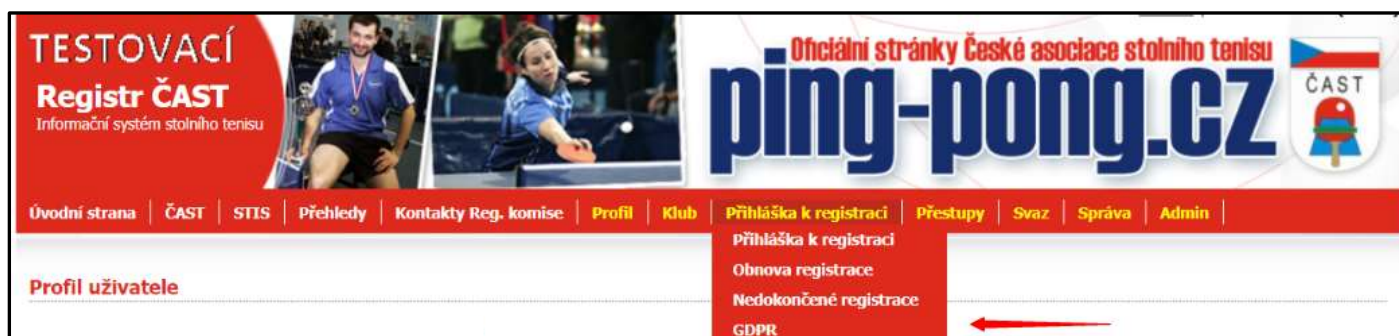 TESTOVACÍ
Registr ČAST
Informační systém stolního tenisu
Oficiální stránky České asociace stolního tenisu
ping-pong.cz
ČAST
Úvodní strana | ČAST | STIS | Přehledy | Kontakty Reg. komise | Profil | Klub | Přihláška k registraci | Přestupy | Svaz | Správa | Admin |
Přihláška k registraci
Obnova registrace
Profil uživatele
Nedokončené registrace
GDPR